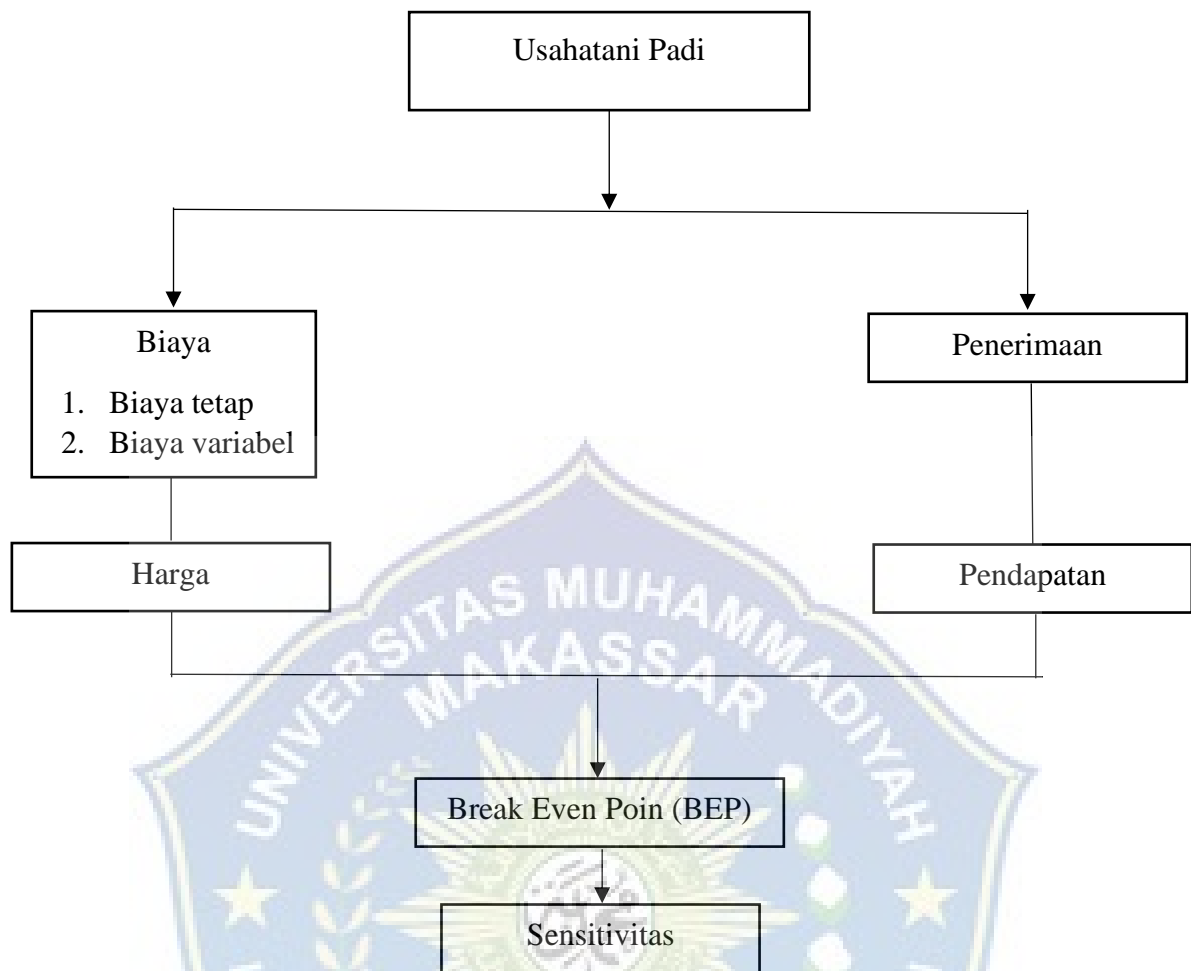 Usahatani Padi
Biaya
1. Biaya tetap
2. Biaya variabel
Penerimaan
Harga
Pendapatan
UNIVERSITAS MUHAMMADIYAH
MAKASSAR
Break Even Poin (BEP)
Sensitivitas